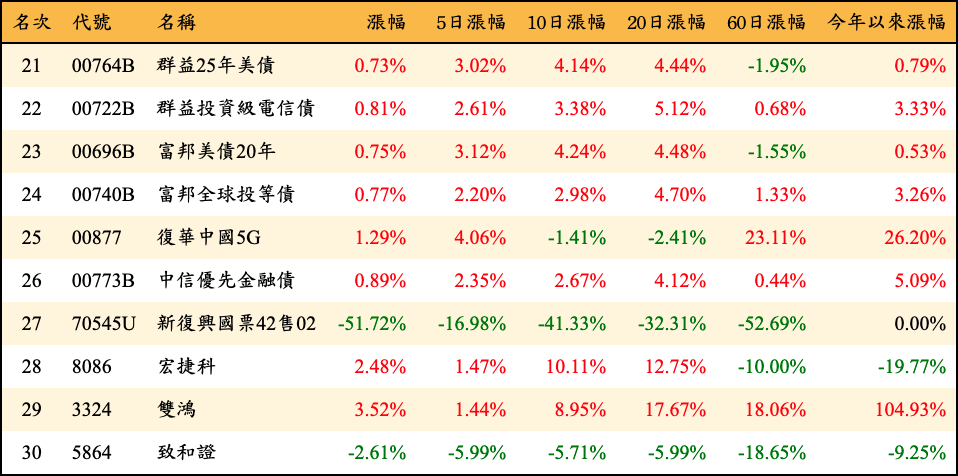 名次 代號 名稱 漲幅 5日漲幅 10日漲幅 20日漲幅 60日漲幅 今年以來漲幅
21 00764B 群益25年美債 0.73% 3.02% 4.14% 4.44% -1.95% 0.79%
22 00722B 群益投資級電信債 0.81% 2.61% 3.38% 5.12% 0.68% 3.33%
23 00696B 富邦美債20年 0.75% 3.12% 4.24% 4.48% -1.55% 0.53%
24 00740B 富邦全球投等債 0.77% 2.20% 2.98% 4.70% 1.33% 3.26%
25 00877 復華中國5G 1.29% 4.06% -1.41% -2.41% 23.11% 26.20%
26 00773B 中信優先金融債 0.89% 2.35% 2.67% 4.12% 0.44% 5.09%
27 70545U 新復興國票42售02 -51.72% -16.98% -41.33% -32.31% -52.69% 0.00%
28 8086 宏捷科 2.48% 1.47% 10.11% 12.75% -10.00% -19.77%
29 3324 雙鴻 3.52% 1.44% 8.95% 17.67% 18.06% 104.93%
30 5864 致和證 -2.61% -5.99% -5.71% -5.99% -18.65% -9.25%